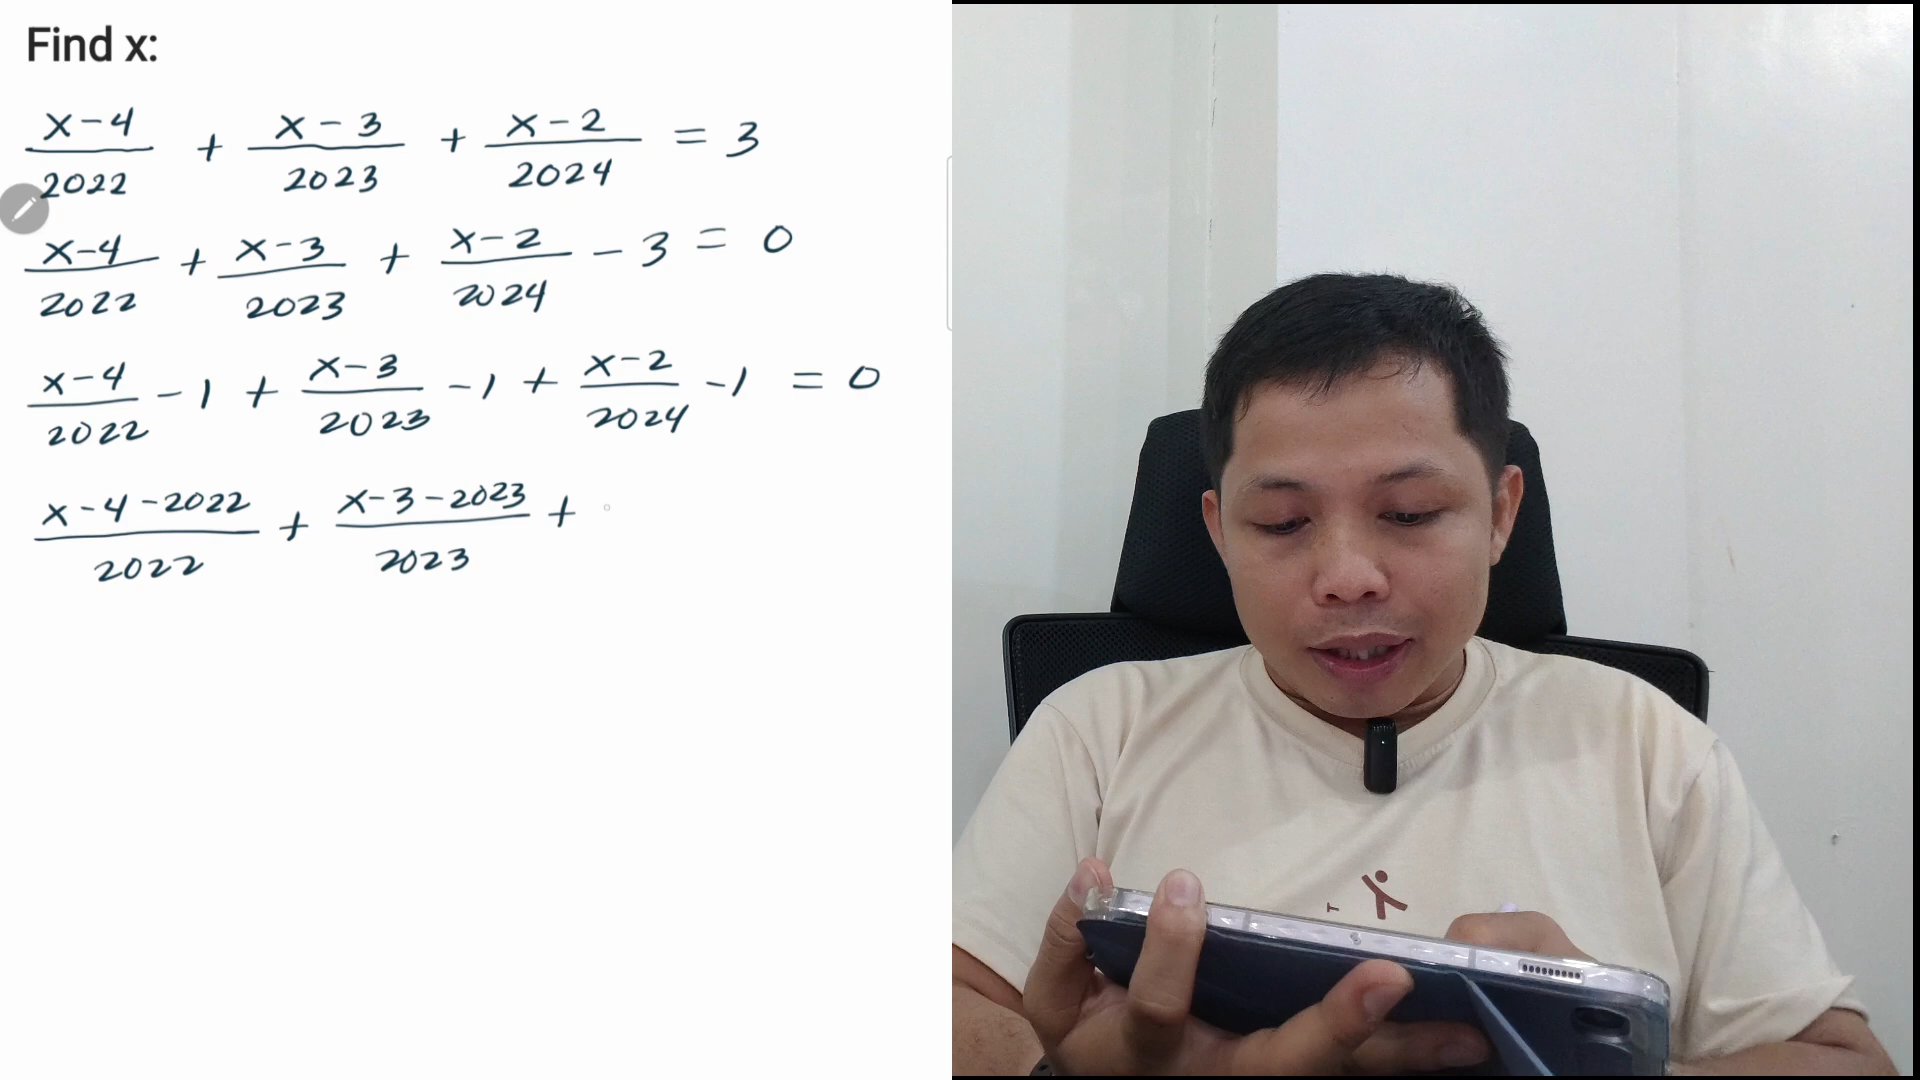 Find x:
x-4/2022 + x-3/2023 + x-2/2024 = 3
x-4/2022 + x-3/2023 + x-2/2024 - 3 = 0
x-4/2022 - 1 + x-3/2023 - 1 + x-2/2024 - 1 = 0
x-4-2022/2022 + x-3-2023/2023 +
T